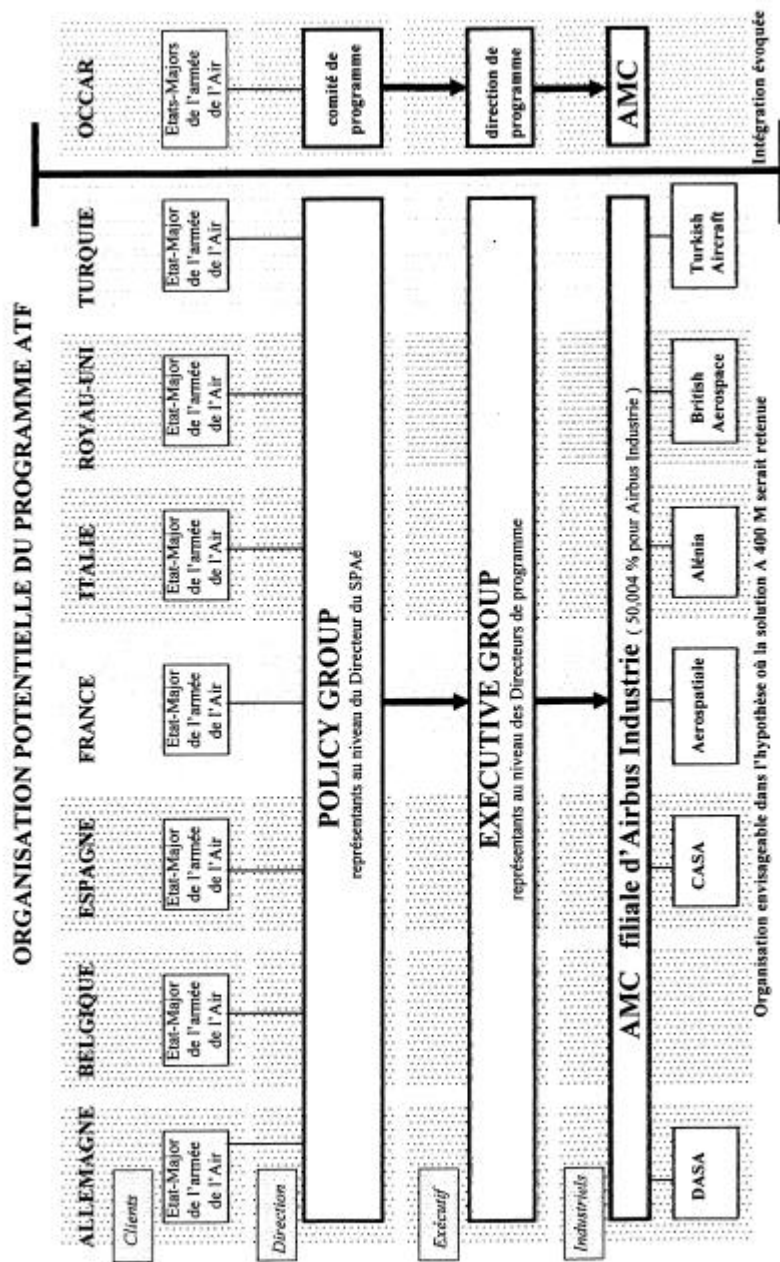 ORGANISATION POTENTIELLE DU PROGRAMME ATF
ALLEMAGNE
BELGIQUE
ESPAGNE
FRANCE
ITALIE
ROYAU-UNI
TURQUIE
OCCAR
Clients
Etat-Major
de l'armée
de l'Air
Etat-Major
de l'armée
de l'Air
Etat-Major
de l'armée
de l'Air
Etat-Major
de l'armée
de l'Air
Etat-Major
de l'armée
de l'Air
Etat-Major
de l'armée
de l'Air
Etat-Major
de l'armée
de l'Air
Etats-Majors
de l'armée
de l'Air
Direction
POLICY GROUP
représentants au niveau du Directeur du SPAé
comité de
programme
Exécutif
EXECUTIVE GROUP
représentants au niveau des Directeurs de programme
direction de
programme
Industriels
AMC filiale d'Airbus Industrie ( 50,004 % pour Airbus Industrie )
AMC
DASA
CASA
Aerospatiale
Alénia
British
Aerospace
Turkish
Aircraft
Organisation envisageable dans l'hypothèse où la solution A 400 M serait retenue
Intégration évoquée